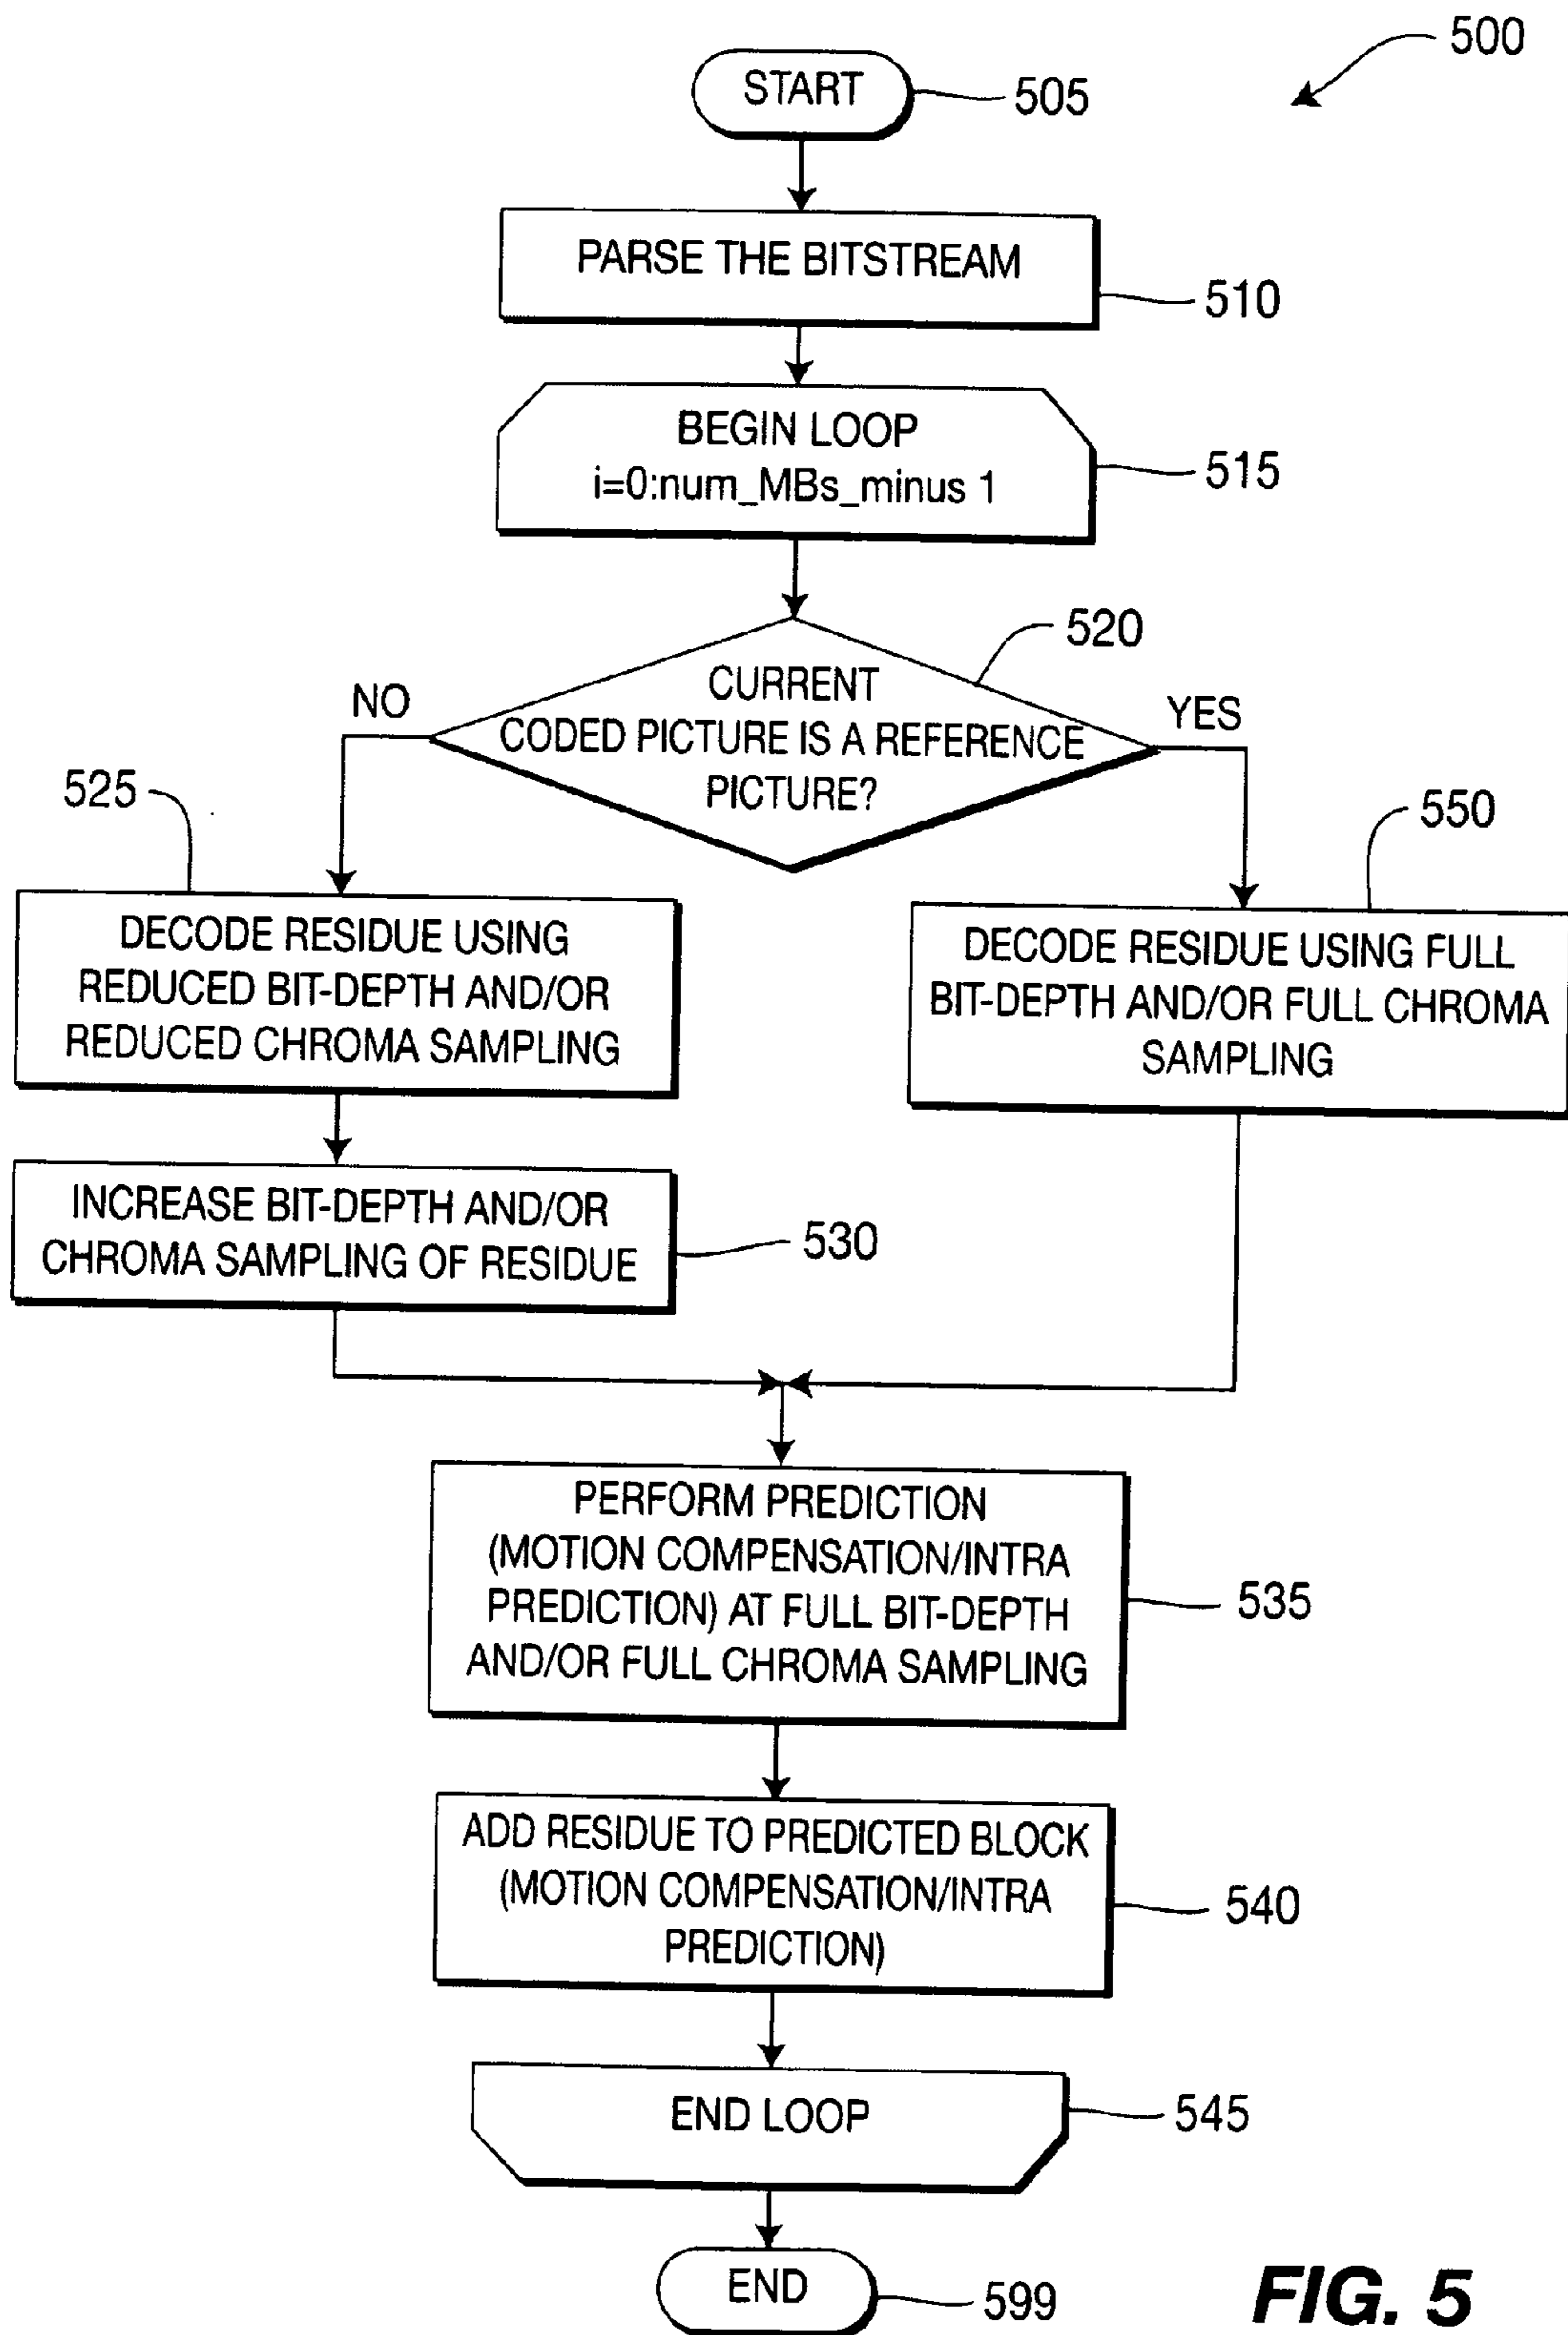 500
START
505
PARSE THE BITSTREAM
510
BEGIN LOOP
i=0:num_MBs_minus 1
515
520
CURRENT
CODED PICTURE IS A REFERENCE
PICTURE?
NO
YES
525
550
DECODE RESIDUE USING
REDUCED BIT-DEPTH AND/OR
REDUCED CHROMA SAMPLING
DECODE RESIDUE USING FULL
BIT-DEPTH AND/OR FULL CHROMA
SAMPLING
INCREASE BIT-DEPTH AND/OR
CHROMA SAMPLING OF RESIDUE
530
PERFORM PREDICTION
(MOTION COMPENSATION/INTRA
PREDICTION) AT FULL BIT-DEPTH
AND/OR FULL CHROMA SAMPLING
535
ADD RESIDUE TO PREDICTED BLOCK
(MOTION COMPENSATION/INTRA
PREDICTION)
540
END LOOP
545
END
599
FIG. 5